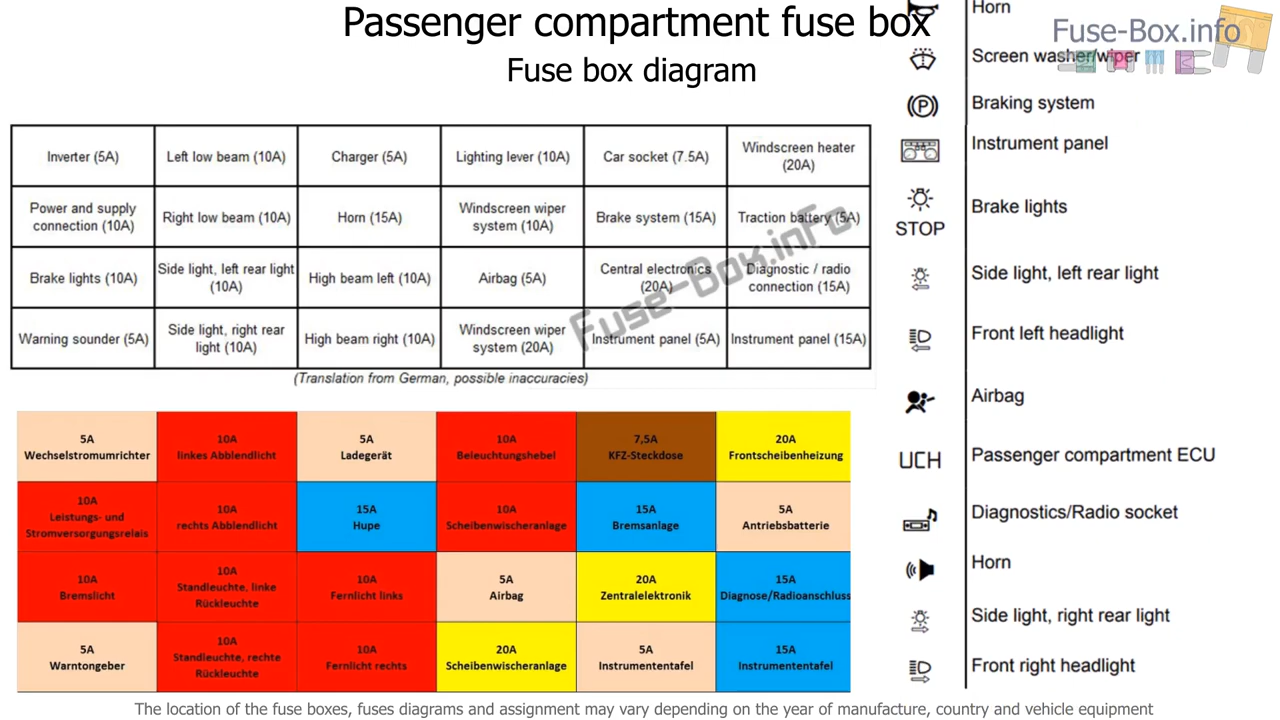 Passenger compartment fuse box
Fuse box diagram
Fuse-Box.info
Inverter (5A)
Left low beam (10A)
Charger (5A)
Lighting lever (10A)
Car socket (7.5A)
Windscreen heater
(20A)
Power and supply
connection (10A)
Right low beam (10A)
Horn (15A)
Windscreen wiper
system (10A)
Brake system (15A)
Traction battery (5A)
Brake lights (10A)
Side light, left rear light
(10A)
High beam left (10A)
Airbag (5A)
Central electronics
(20A)
Diagnostic / radio
connection (15A)
Warning sounder (5A)
Side light, right rear
light (10A)
High beam right (10A)
Windscreen wiper
system (20A)
Instrument panel (5A)
Instrument panel (15A)
Fuse-Box.inFo
(Translation from German, possible inaccuracies)
5A
Wechselstromumrichter
10A
linkes Abblendlicht
5A
Ladegerät
10A
Beleuchtungshebel
7,5A
KFZ-Steckdose
20A
Frontscheibenheizung
10A
Leistungs- und
Stromversorgungsrelais
10A
rechts Abblendlicht
15A
Hupe
10A
Scheibenwischeranlage
15A
Bremsanlage
5A
Antriebsbatterie
10A
Bremslicht
10A
Standleuchte, linke
Rückleuchte
10A
Fernlicht links
5A
Airbag
20A
Zentralelektronik
15A
Diagnose/Radioanschluss
5A
Warntongeber
10A
Standleuchte, rechte
Rückleuchte
10A
Fernlicht rechts
20A
Scheibenwischeranlage
5A
Instrumententafel
15A
Instrumententafel
Horn
Screen washer/wiper
P
Braking system
Instrument panel
STOP
Brake lights
Side light, left rear light
Front left headlight
Airbag
UCH
Passenger compartment ECU
Diagnostics/Radio socket
Horn
Side light, right rear light
Front right headlight
The location of the fuse boxes, fuses diagrams and assignment may vary depending on the year of manufacture, country and vehicle equipment